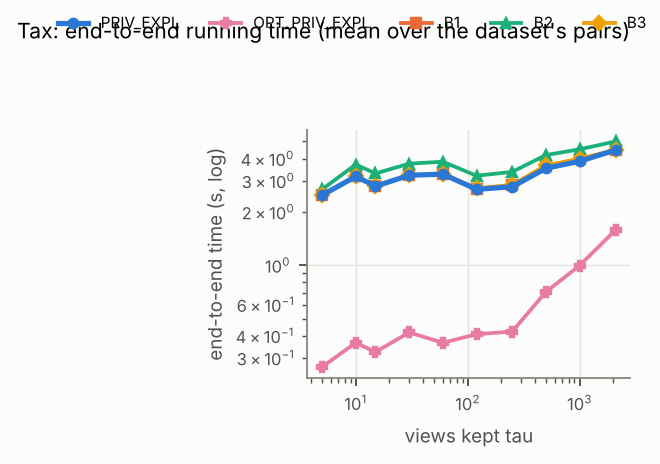 PRIV_EXPL OPT_PRIV_EXPL B1 B2 B3
Tax: end-to-end running time (mean over the dataset's pairs)
end-to-end time (s, log)
4 × 10⁰
3 × 10⁰
2 × 10⁰
10⁰
6 × 10⁻¹
4 × 10⁻¹
3 × 10⁻¹
10¹ 10² 10³
views kept tau